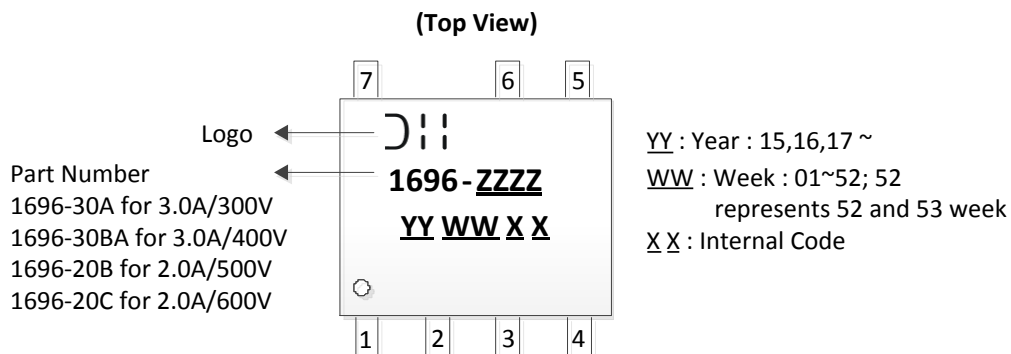 (Top View)
7 6 5
Logo
1696-ZZZZ
YY WW X X
Part Number
1696-30A for 3.0A/300V
1696-30BA for 3.0A/400V
1696-20B for 2.0A/500V
1696-20C for 2.0A/600V
YY : Year : 15,16,17 ~
WW : Week : 01~52; 52
represents 52 and 53 week
X X : Internal Code
1 2 3 4